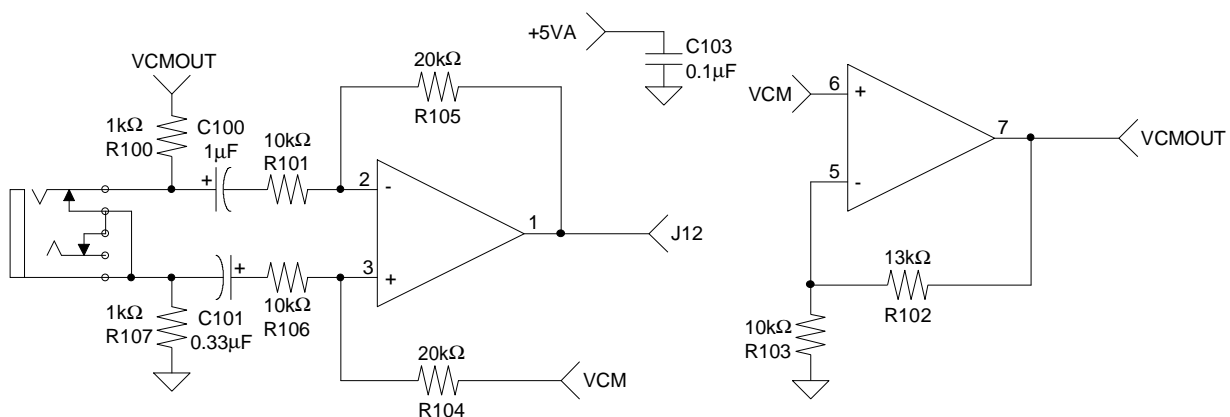 +5VA
C103
0.1µF
VCMOUT
1kΩ
R100
C100
1µF
+
10kΩ
R101
20kΩ
R105
2
-
3
+
1
J12
1kΩ
R107
C101
0.33µF
+
10kΩ
R106
20kΩ
R104
VCM
VCM
6
+
5
-
7
VCMOUT
13kΩ
R102
10kΩ
R103